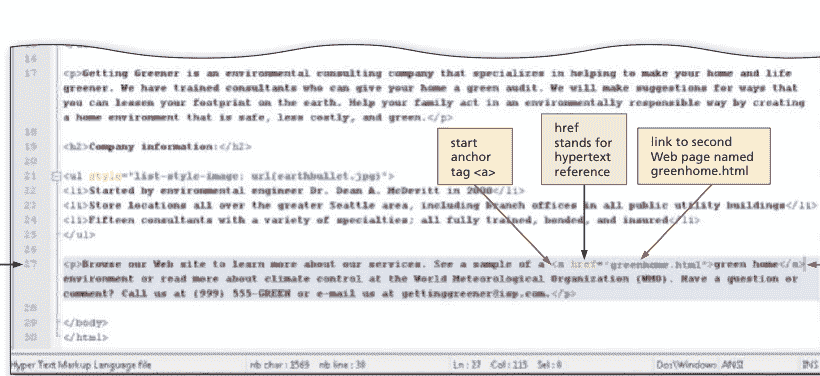 16
17 <p>Getting Greener is an environmental consulting company that specializes in helping to make your home and life
greener. We have trained consultants who can give your home a green audit. We will make suggestions for ways that
you can lessen your footprint on the earth. Help your family act in an environmentally responsible way by creating
a home environment that is safe, less costly, and green.</p>
18
19 <h2>Company information:</h2>
20
start
anchor
tag <a>
href
stands for
hypertext
reference
link to second
Web page named
greenhome.html
21 <ul style="list-style-image: url(earthbullet.jpg)">
22 <li>Started by environmental engineer Dr. Dean A. McDevitt in 2000</li>
23 <li>Store locations all over the greater Seattle area, including branch offices in all public utility buildings</li>
24 <li>Fifteen consultants with a variety of specialties; all fully trained, bonded, and insured</li>
25 </ul>
26
27 <p>Browse our Web site to learn more about our services. See a sample of a <a href="greenhome.html">green home</a>
environment or read more about climate control at the World Meteorological Organization (WMO). Have a question or
comment? Call us at (999) 555-GREEN or e-mail us at gettinggreener@isp.com.</p>
28
29 </body>
30 </html>
Hyper Text Markup Language file nb char : 1569 nb line : 30 Ln : 27 Col : 115 Sel : 0 Dos\Windows ANSI INS